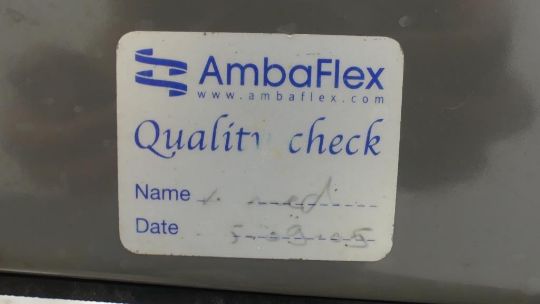 AmbaFlex
www.ambaflex.com
Quality check
Name
Date